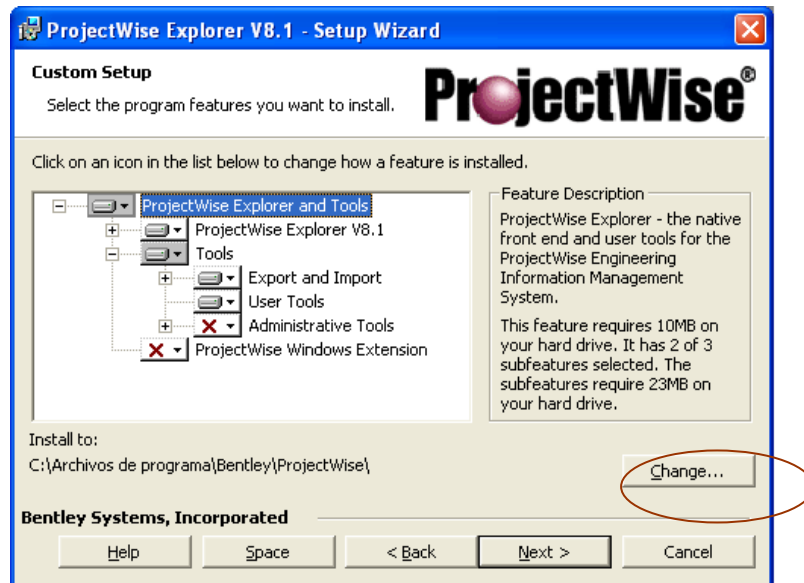 ProjectWise Explorer V8.1 - Setup Wizard
Custom Setup
Select the program features you want to install.
ProjectWise®
Click on an icon in the list below to change how a feature is installed.
ProjectWise Explorer and Tools
ProjectWise Explorer V8.1
Tools
Export and Import
User Tools
Administrative Tools
ProjectWise Windows Extension
Feature Description
ProjectWise Explorer - the native
front end and user tools for the
ProjectWise Engineering
Information Management
System.
This feature requires 10MB on
your hard drive. It has 2 of 3
subfeatures selected. The
subfeatures require 23MB on
your hard drive.
Install to:
C:\Archivos de programa\Bentley\ProjectWise\
Change...
Bentley Systems, Incorporated
Help
Space
< Back
Next >
Cancel